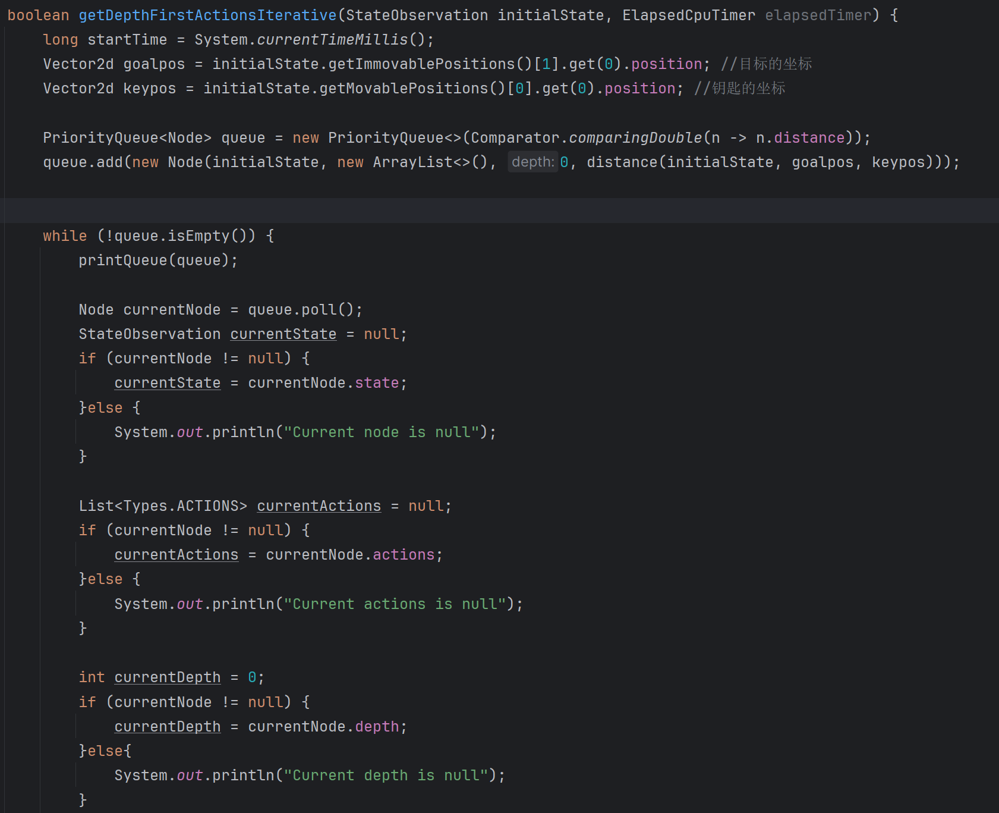 boolean getDepthFirstActionsIterative(StateObservation initialState, ElapsedCpuTimer elapsedTimer) {
long startTime = System.currentTimeMillis();
Vector2d goalpos = initialState.getImmovablePositions()[1].get(0).position; //目标的坐标
Vector2d keypos = initialState.getMovablePositions()[0].get(0).position; //钥匙的坐标
PriorityQueue<Node> queue = new PriorityQueue<>(Comparator.comparingDouble(n -> n.distance));
queue.add(new Node(initialState, new ArrayList<>(), depth: 0, distance(initialState, goalpos, keypos)));
while (!queue.isEmpty()) {
printQueue(queue);
Node currentNode = queue.poll();
StateObservation currentState = null;
if (currentNode != null) {
currentState = currentNode.state;
}else {
System.out.println("Current node is null");
}
List<Types.ACTIONS> currentActions = null;
if (currentNode != null) {
currentActions = currentNode.actions;
}else {
System.out.println("Current actions is null");
}
int currentDepth = 0;
if (currentNode != null) {
currentDepth = currentNode.depth;
}else{
System.out.println("Current depth is null");
}